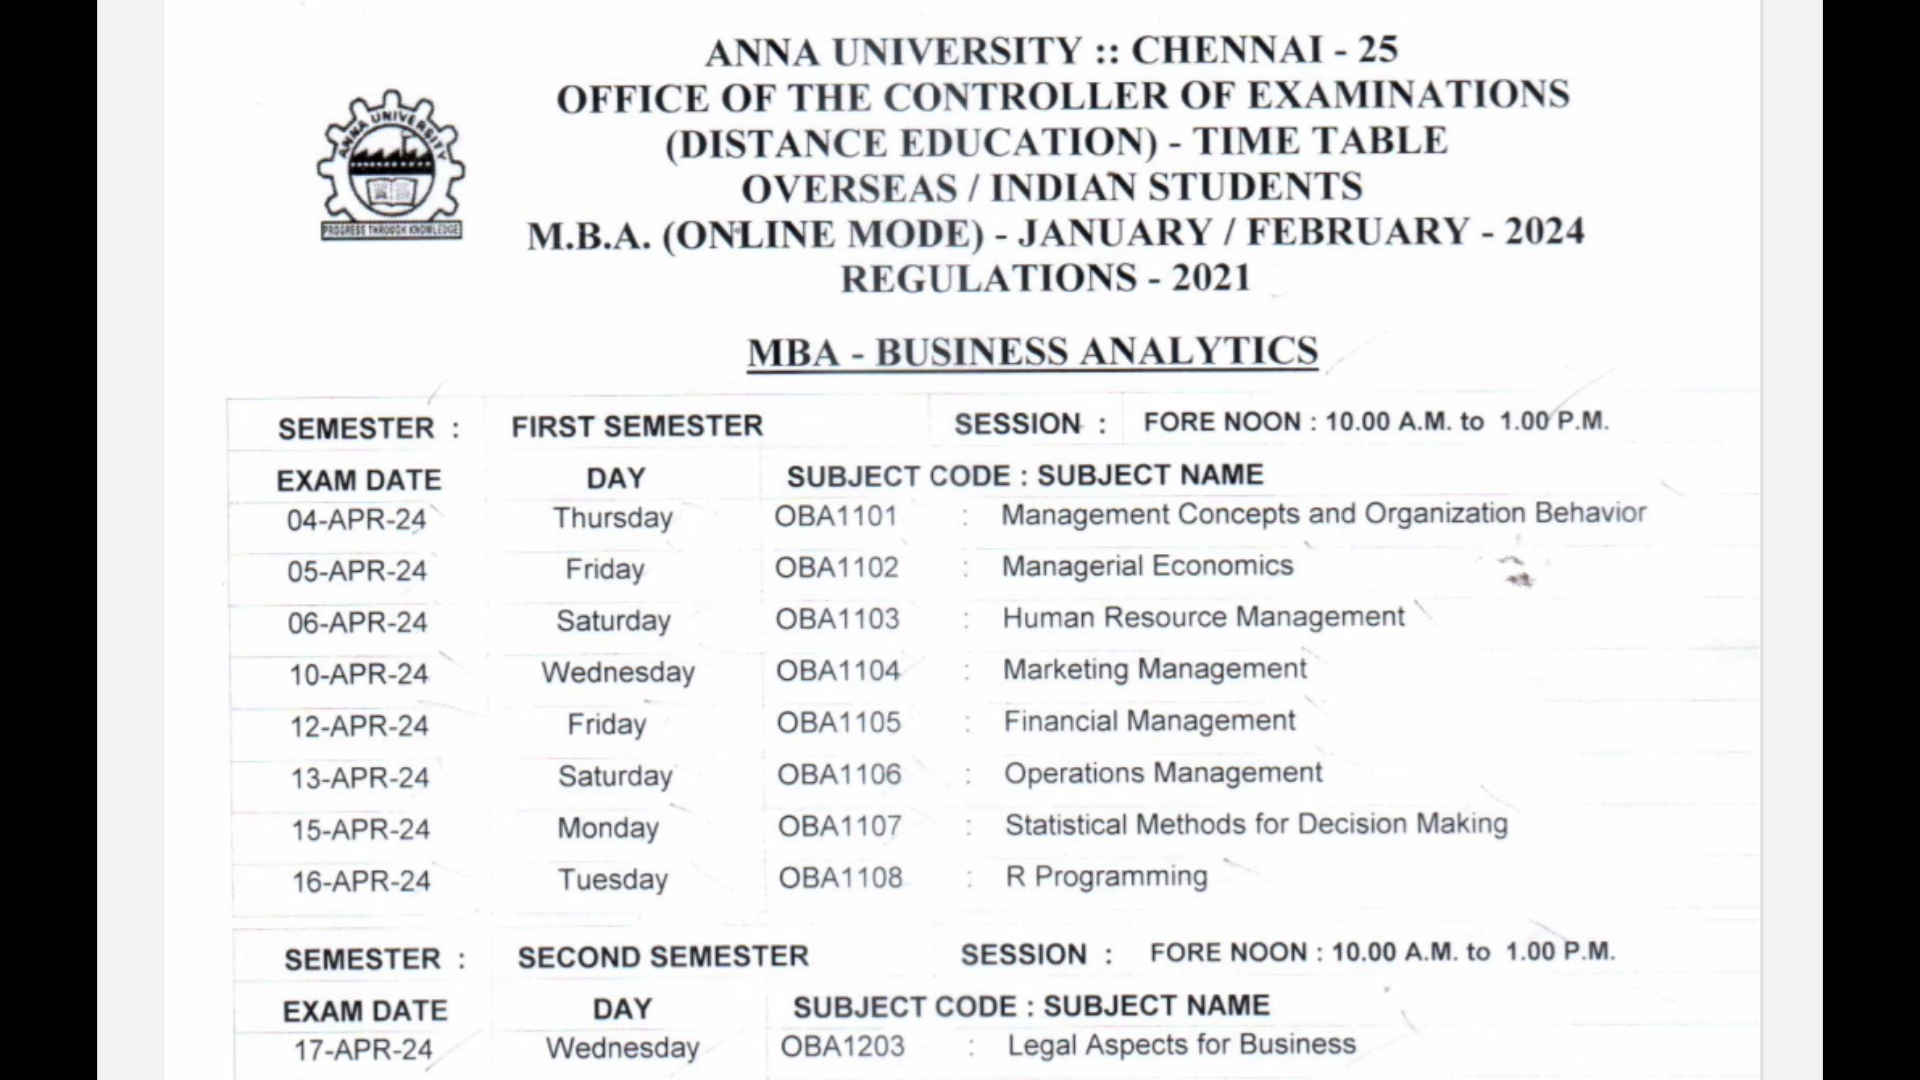 ANNA UNIVERSITY :: CHENNAI - 25
OFFICE OF THE CONTROLLER OF EXAMINATIONS
(DISTANCE EDUCATION) - TIME TABLE
OVERSEAS / INDIAN STUDENTS
M.B.A. (ONLINE MODE) - JANUARY / FEBRUARY - 2024
REGULATIONS - 2021
ANNA UNIVERSITY
PROGRESS THROUGH KNOWLEDGE
MBA - BUSINESS ANALYTICS
SEMESTER : FIRST SEMESTER SESSION : FORE NOON : 10.00 A.M. to 1.00 P.M.
EXAM DATE DAY SUBJECT CODE : SUBJECT NAME
04-APR-24 Thursday OBA1101 : Management Concepts and Organization Behavior
05-APR-24 Friday OBA1102 : Managerial Economics
06-APR-24 Saturday OBA1103 : Human Resource Management
10-APR-24 Wednesday OBA1104 : Marketing Management
12-APR-24 Friday OBA1105 : Financial Management
13-APR-24 Saturday OBA1106 : Operations Management
15-APR-24 Monday OBA1107 : Statistical Methods for Decision Making
16-APR-24 Tuesday OBA1108 : R Programming
SEMESTER : SECOND SEMESTER SESSION : FORE NOON : 10.00 A.M. to 1.00 P.M.
EXAM DATE DAY SUBJECT CODE : SUBJECT NAME
17-APR-24 Wednesday OBA1203 : Legal Aspects for Business